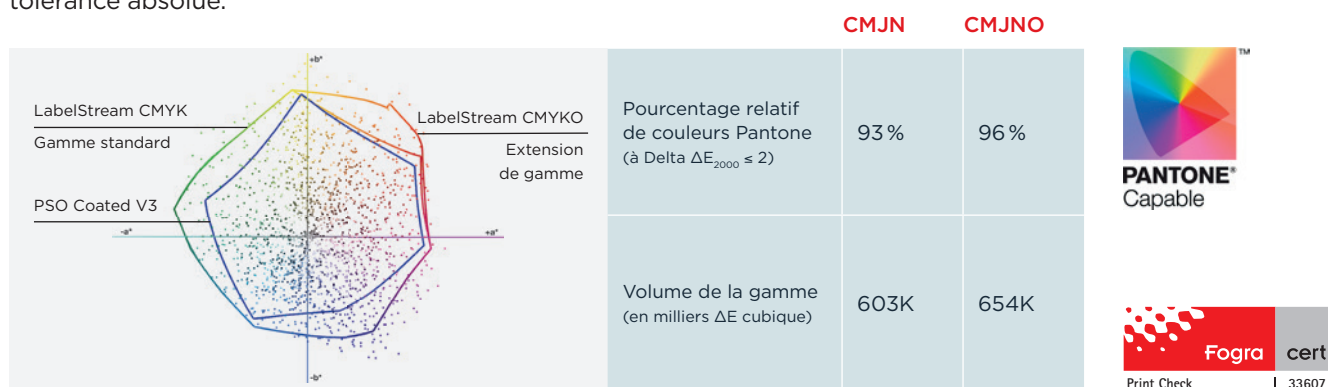 tolérance absolue.
CMJN CMJNO
+b*
LabelStream CMYK
Gamme standard
LabelStream CMYKO
Extension
de gamme
PSO Coated V3
-a*
+a*
-b*
Pourcentage relatif
de couleurs Pantone
(à Delta ΔE2000 ≤ 2)
93 % 96 %
Volume de la gamme
(en milliers ΔE cubique)
603K 654K
TM
PANTONE®
Capable
Fogra cert
Print Check 33607